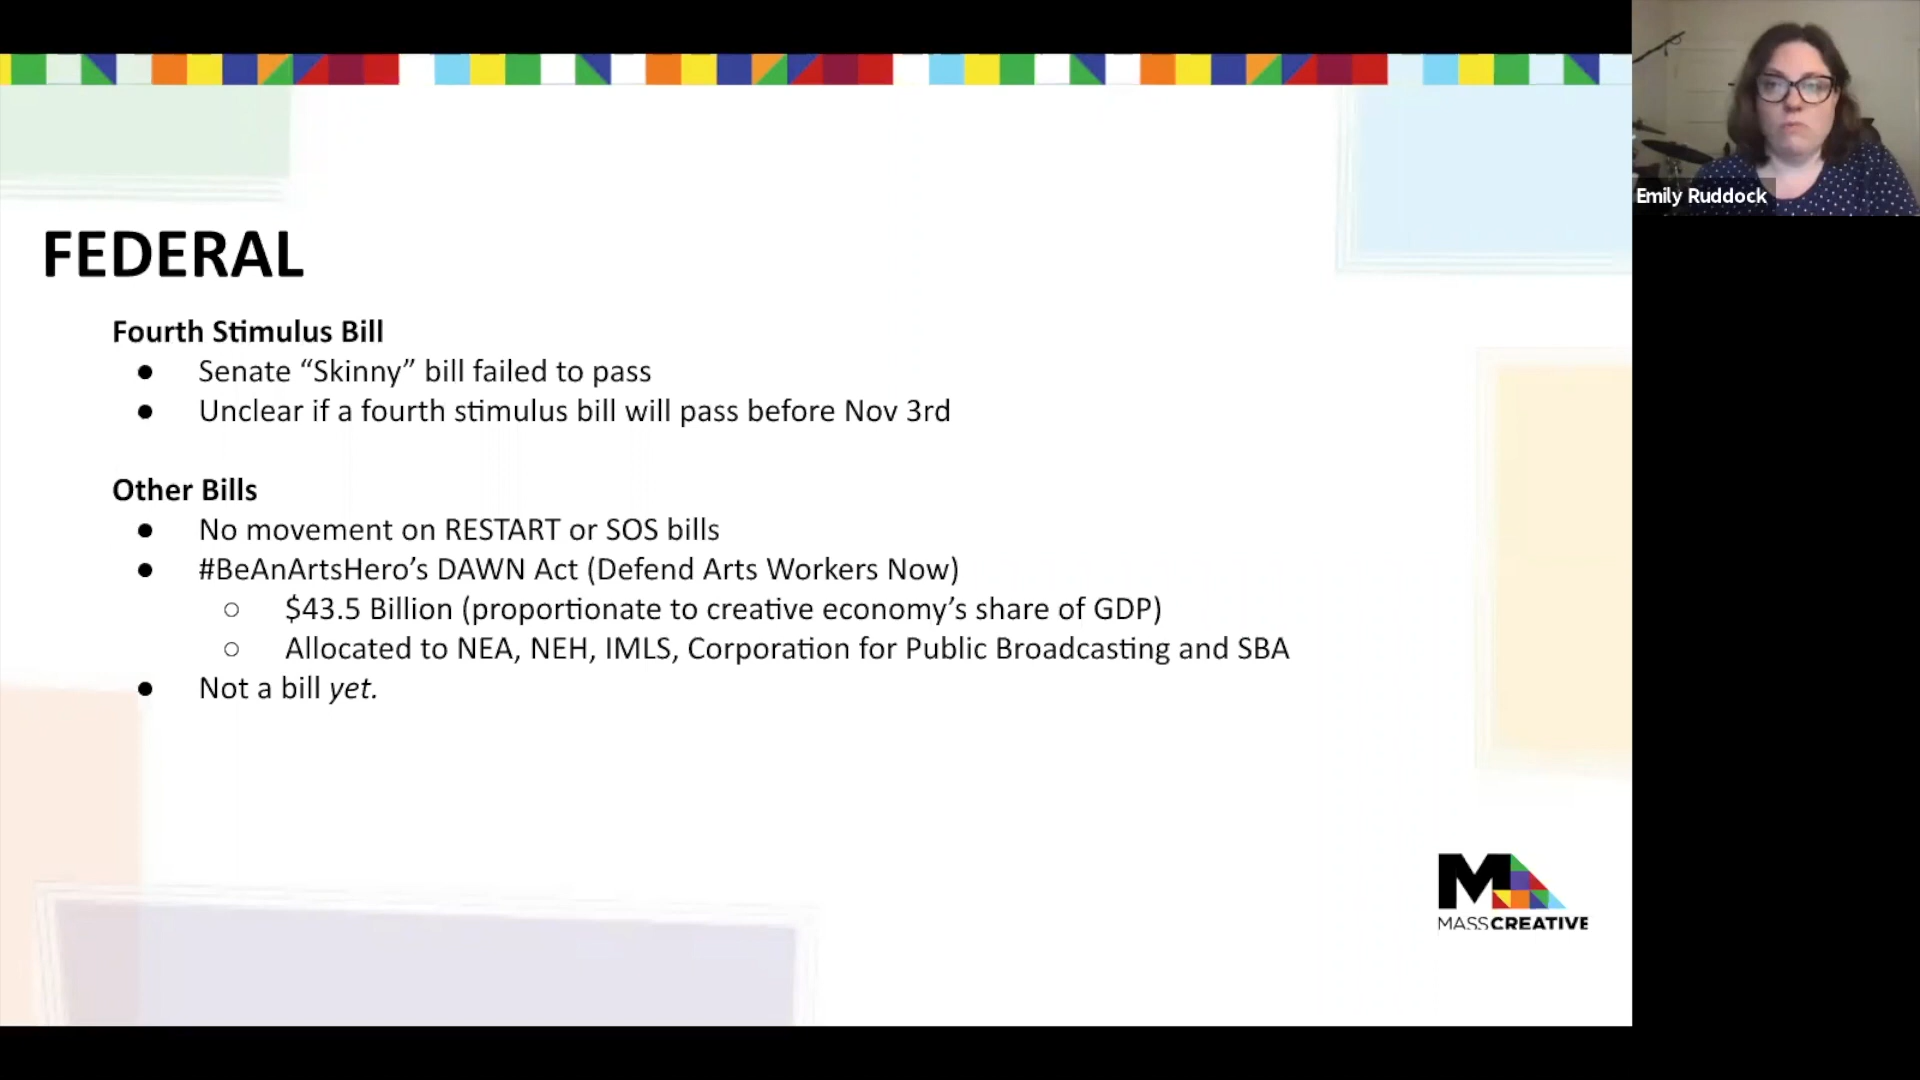 Emily Ruddock
FEDERAL
Fourth Stimulus Bill
● Senate “Skinny” bill failed to pass
● Unclear if a fourth stimulus bill will pass before Nov 3rd
Other Bills
● No movement on RESTART or SOS bills
● #BeAnArtsHero’s DAWN Act (Defend Arts Workers Now)
○ $43.5 Billion (proportionate to creative economy’s share of GDP)
○ Allocated to NEA, NEH, IMLS, Corporation for Public Broadcasting and SBA
● Not a bill yet.
M
MASSCREATIVE